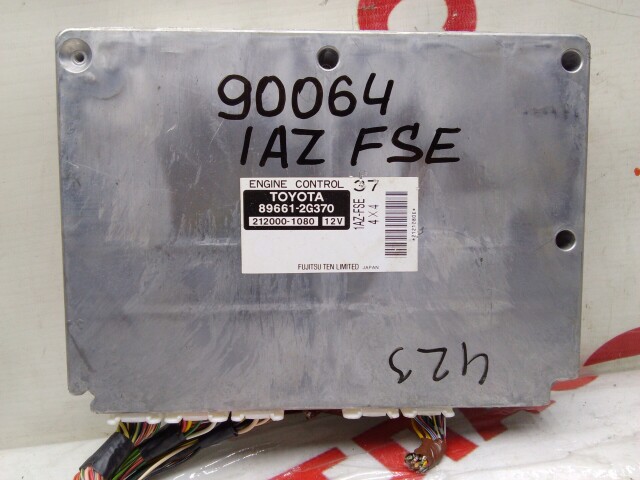 90064
1AZ FSE
ENGINE CONTROL 37
TOYOTA
89661-2G370
212000-1080 12V
1AZ-FSE
4×4
FUJITSU TEN LIMITED JAPAN
423